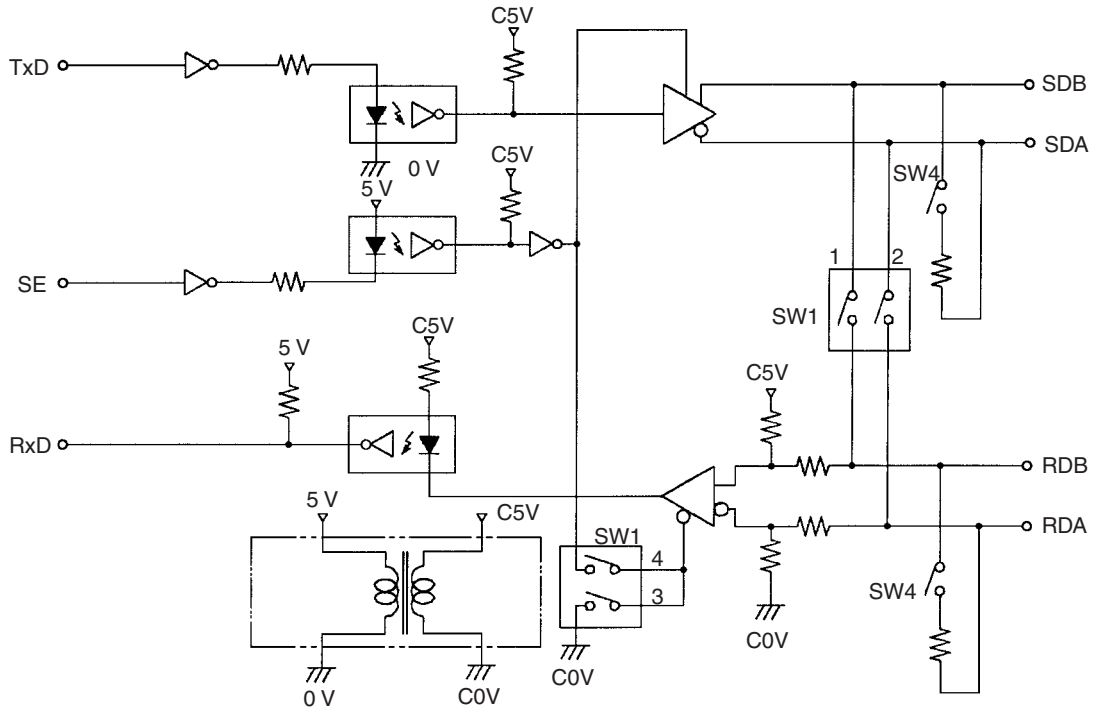 C5V
TxD
SDB
SDA
0 V
C5V
5 V
SW4
1 2
SE
SW1
C5V
5 V
C5V
RxD
RDB
5 V
C5V
RDA
SW1
4
3
SW4
C0V
0 V
C0V
C0V